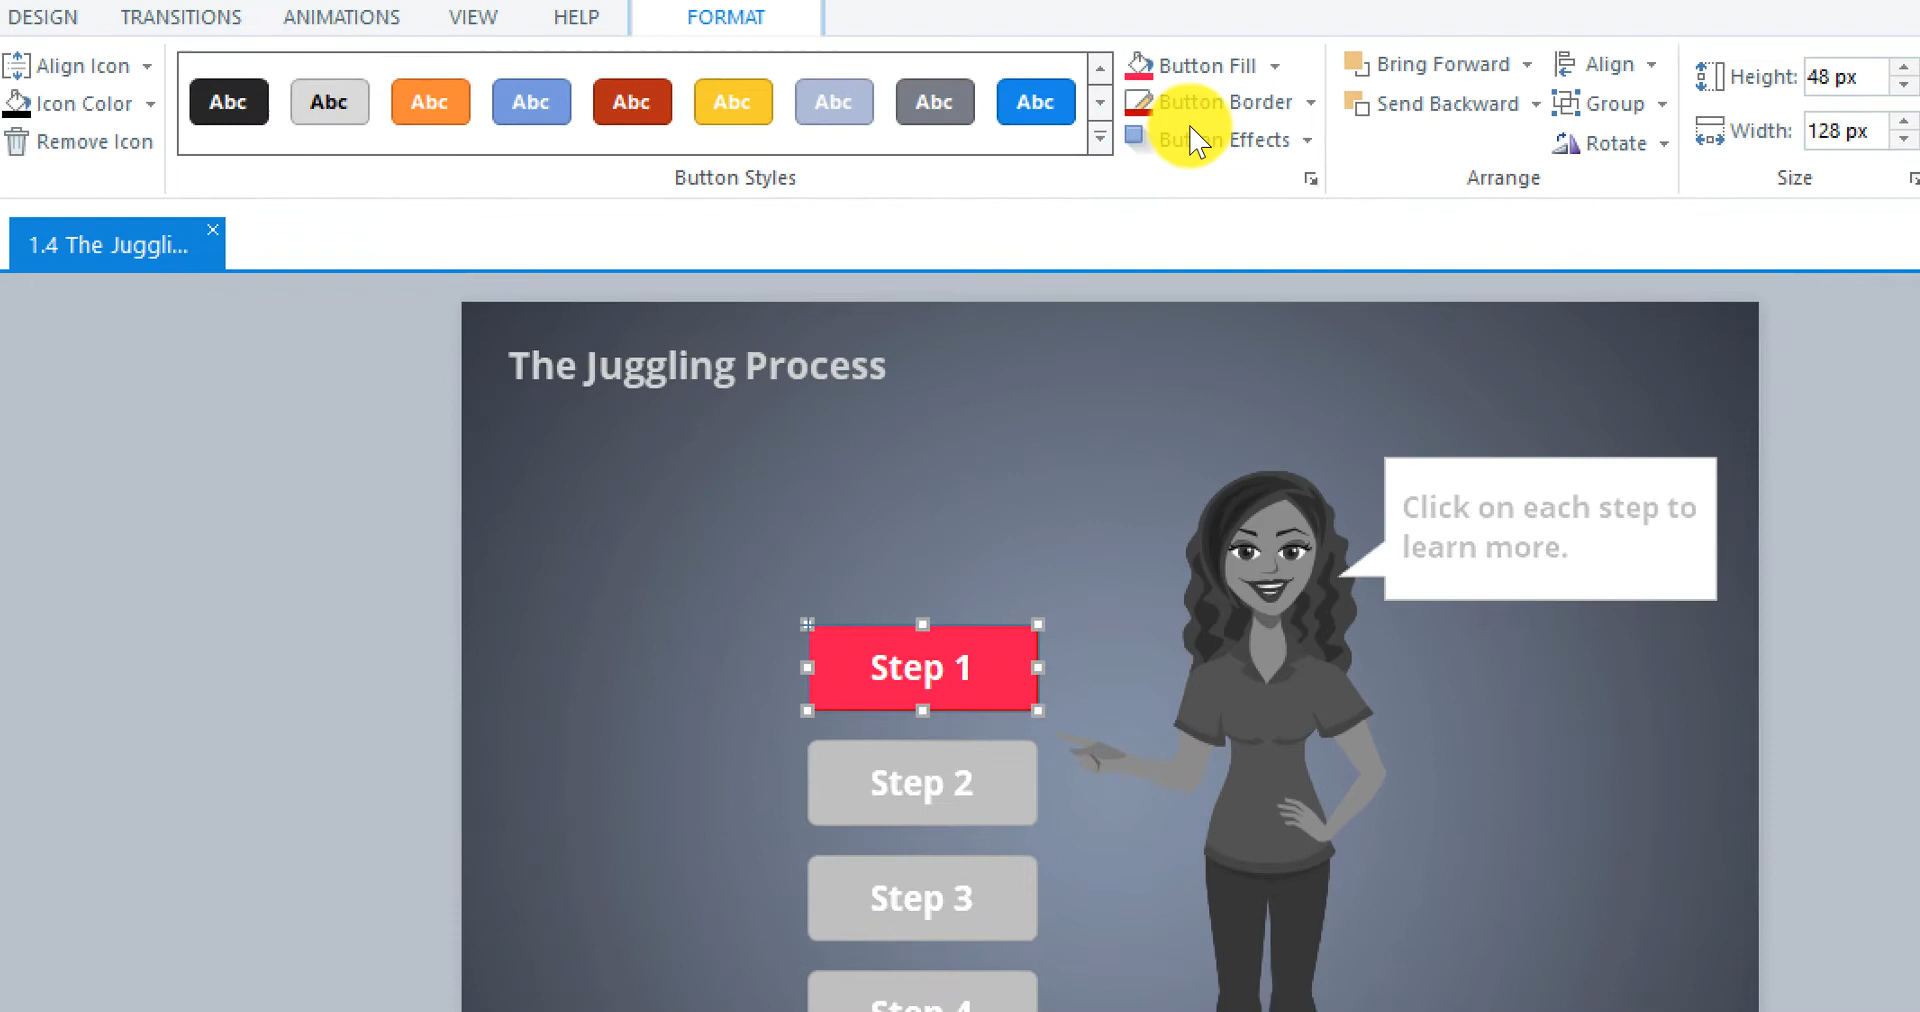 DESIGN TRANSITIONS ANIMATIONS VIEW HELP FORMAT
Align Icon
Icon Color
Remove Icon
Abc Abc Abc Abc Abc Abc Abc Abc Abc
Button Styles
Button Fill
Button Border
Button Effects
Bring Forward
Send Backward
Align
Group
Rotate
Arrange
Height: 48 px
Width: 128 px
Size
1.4 The Juggli...
The Juggling Process
Click on each step to
learn more.
Step 1
Step 2
Step 3
Step 4